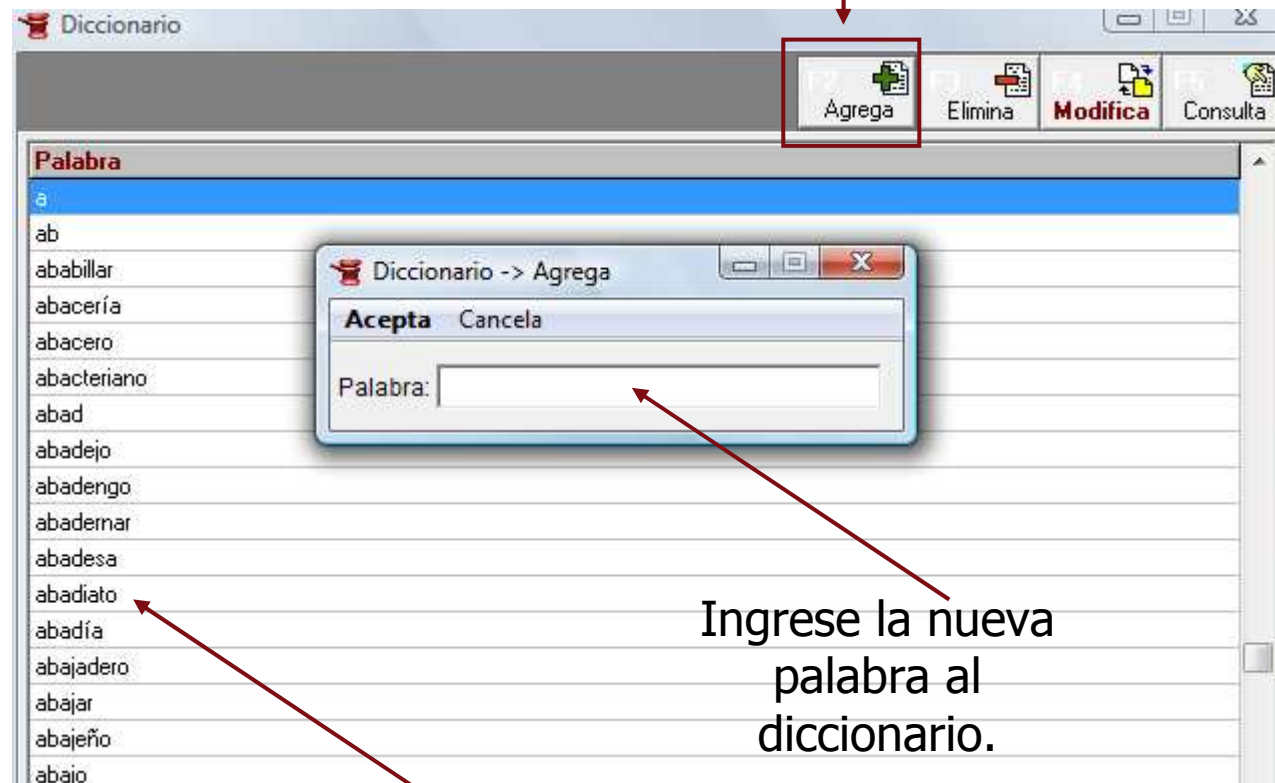 Diccionario
F2 F3 F4 F5
Agrega Elimina Modifica Consulta
Palabra
a
ab
ababillar
abacería
abacero
abacteriano
abad
abadejo
abadengo
abadernar
abadesa
abadiato
abadía
abajadero
abajar
abajeño
abajo
Diccionario -> Agrega
Acepta Cancela
Palabra:
Ingrese la nueva
palabra al
diccionario.